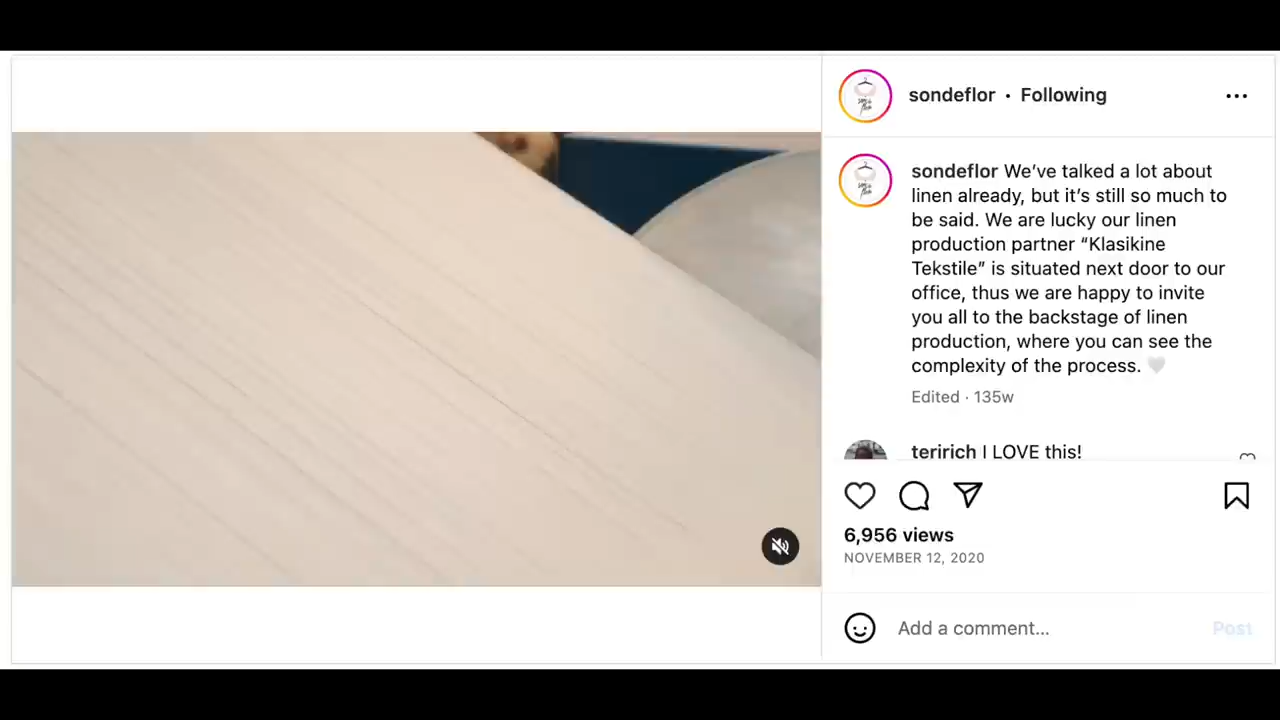 sondeflor • Following
sondeflor We’ve talked a lot about
linen already, but it’s still so much to
be said. We are lucky our linen
production partner “Klasikine
Tekstile” is situated next door to our
office, thus we are happy to invite
you all to the backstage of linen
production, where you can see the
complexity of the process. 🤍
Edited · 135w
teririch I LOVE this!
6,956 views
NOVEMBER 12, 2020
Add a comment...
Post